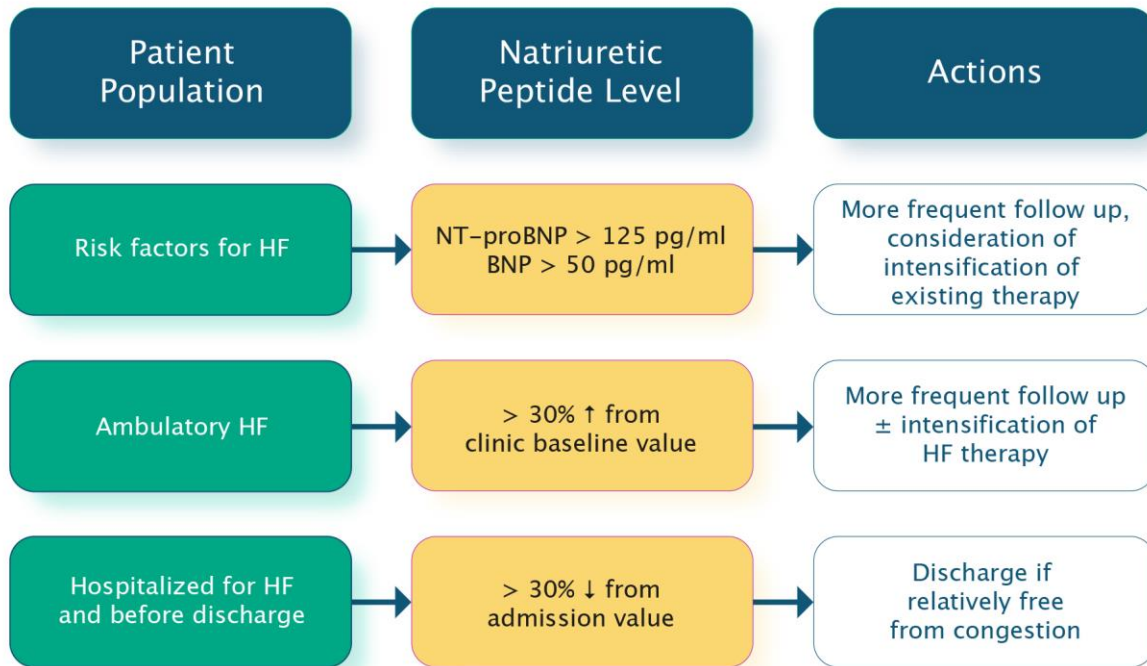 Patient
Population
Natriuretic
Peptide Level
Actions
Risk factors for HF
NT-proBNP > 125 pg/ml
BNP > 50 pg/ml
More frequent follow up,
consideration of
intensification of
existing therapy
Ambulatory HF
> 30% ↑ from
clinic baseline value
More frequent follow up
± intensification of
HF therapy
Hospitalized for HF
and before discharge
> 30% ↓ from
admission value
Discharge if
relatively free
from congestion